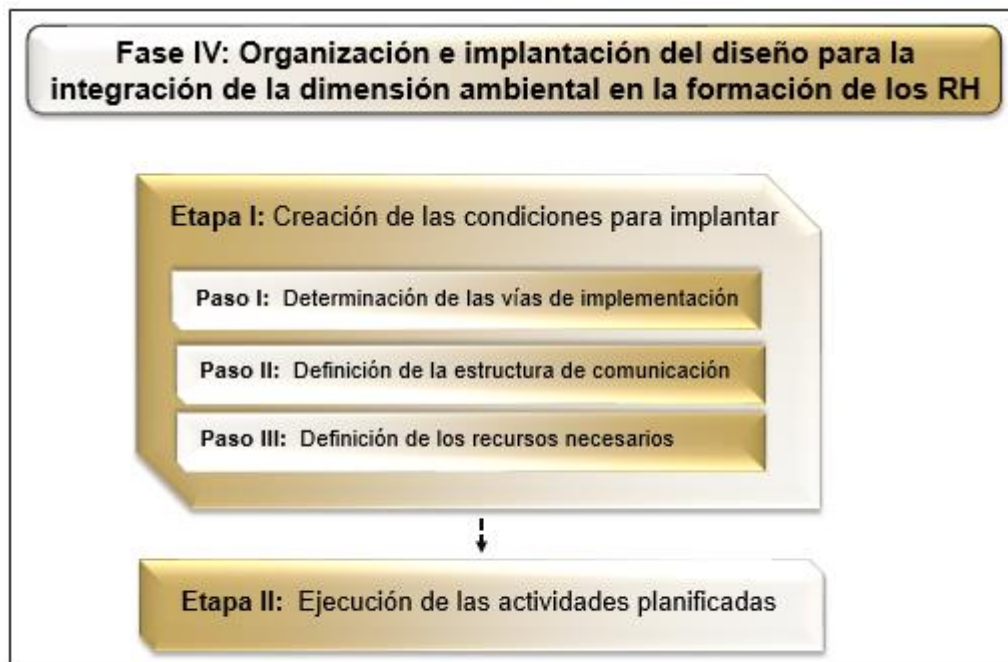 Fase IV: Organización e implantación del diseño para la
integración de la dimensión ambiental en la formación de los RH
Etapa I: Creación de las condiciones para implantar
Paso I: Determinación de las vías de implementación
Paso II: Definición de la estructura de comunicación
Paso III: Definición de los recursos necesarios
Etapa II: Ejecución de las actividades planificadas